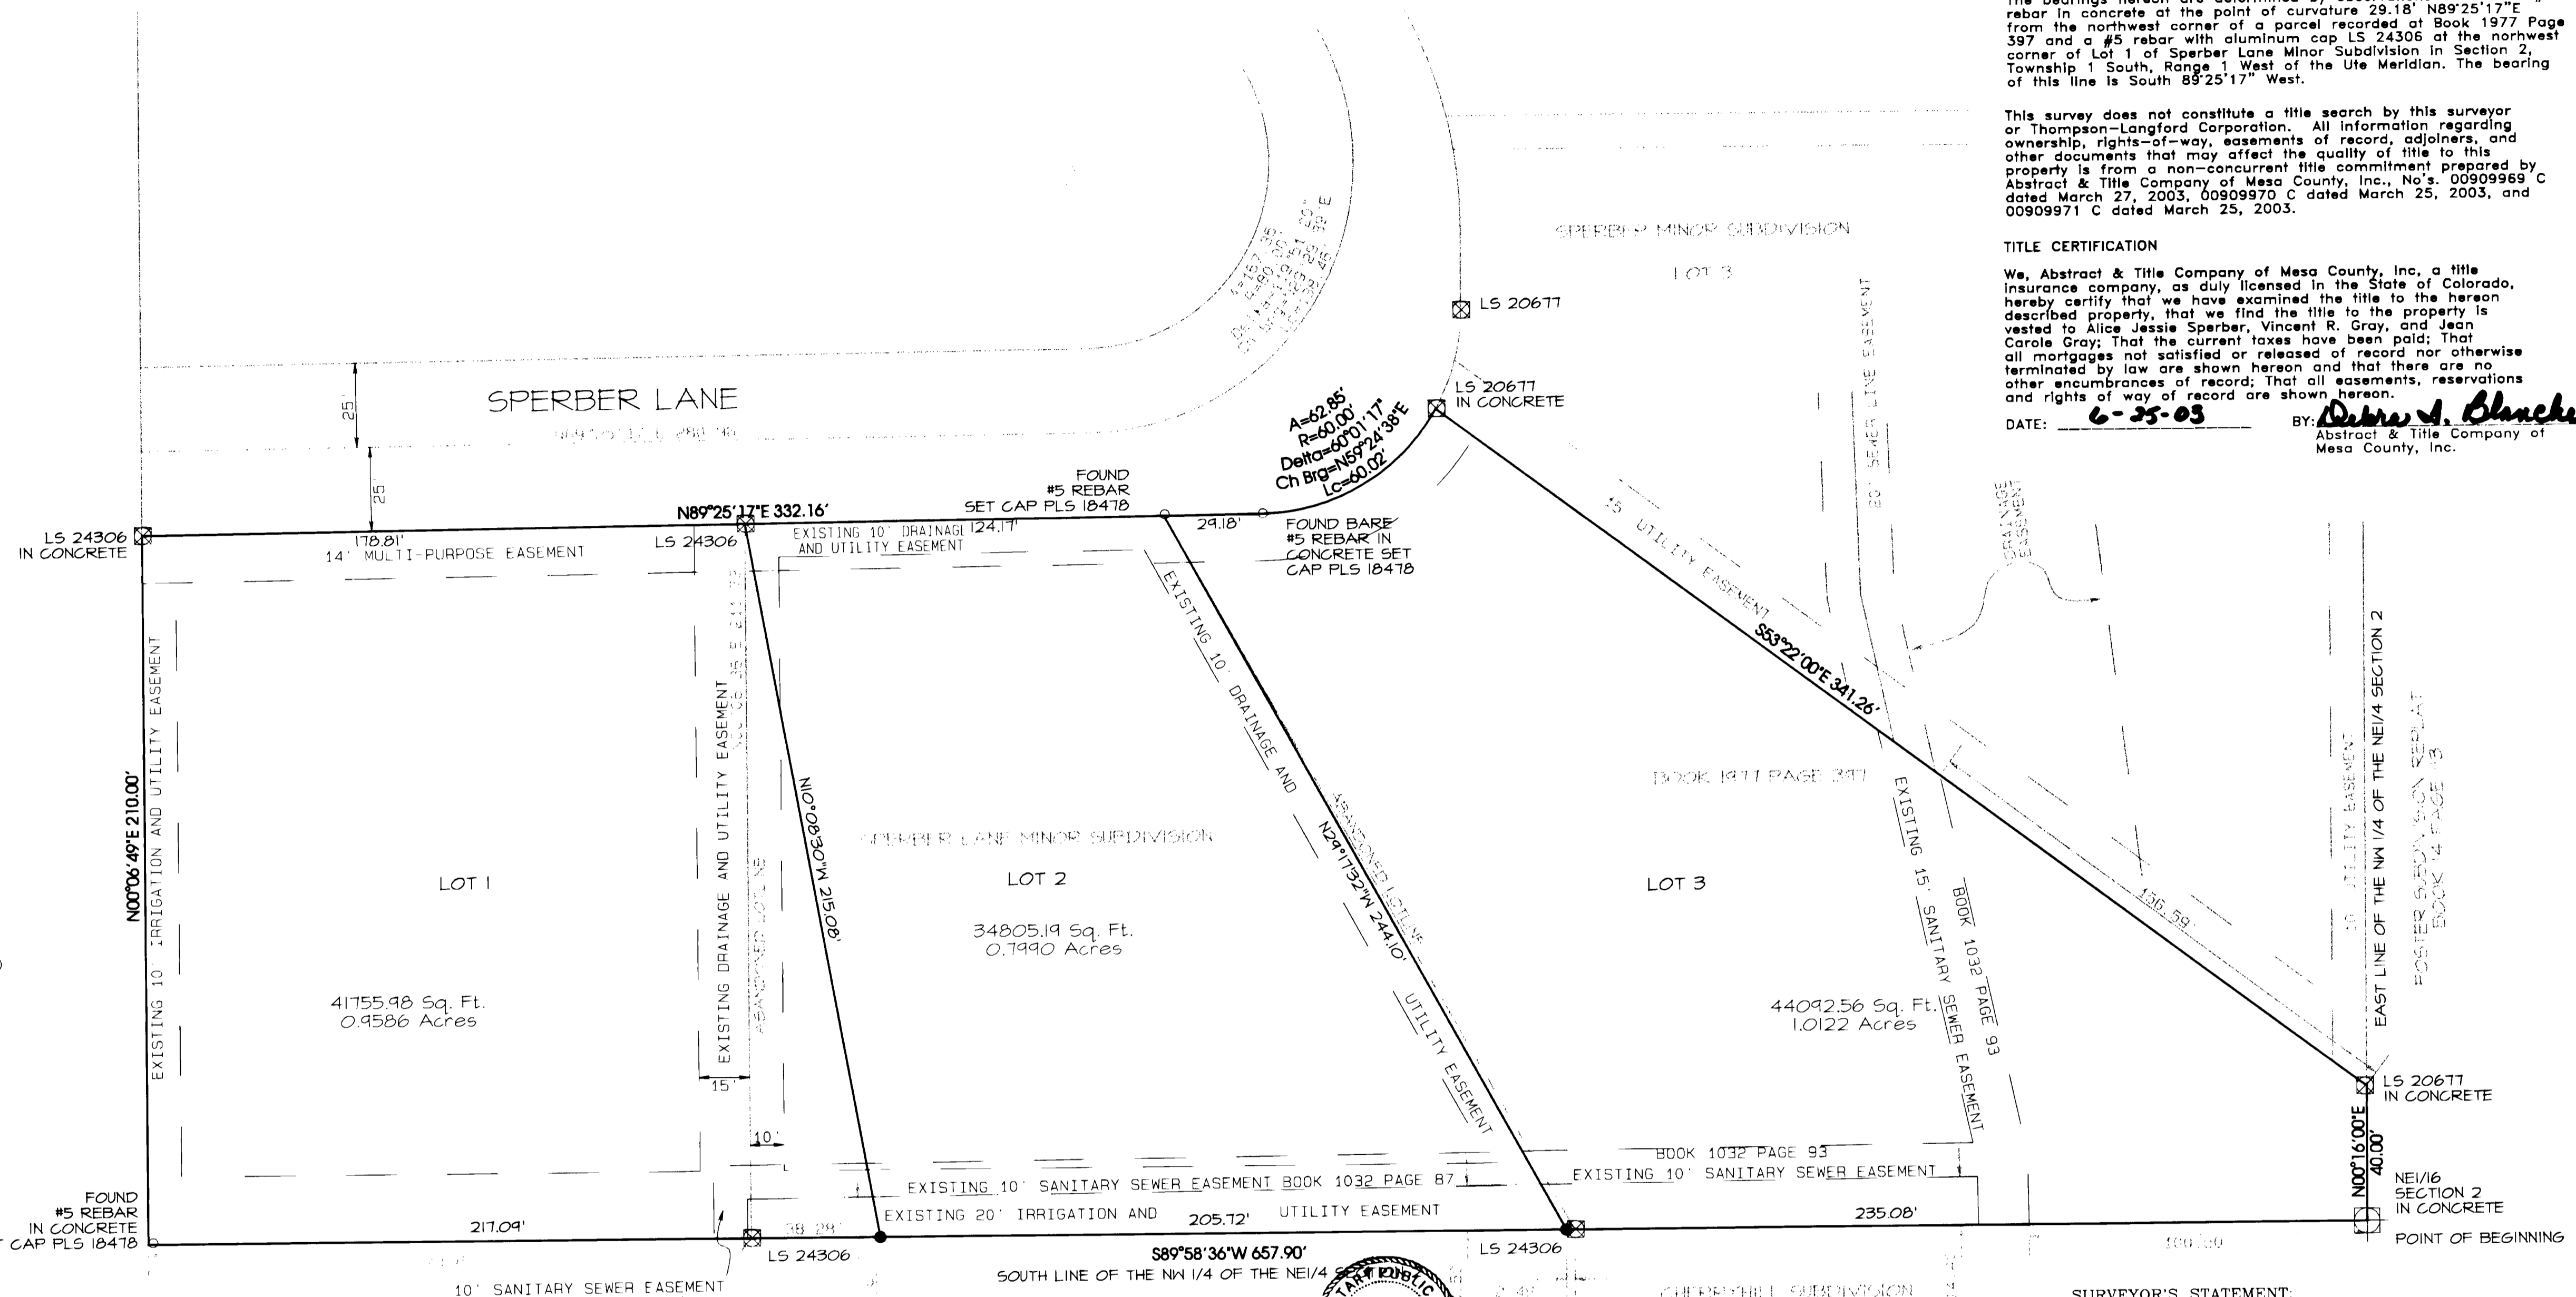 rebar in concrete at the point of curvature 29.18' N89°25'17"E
from the northwest corner of a parcel recorded at Book 1977 Page
397 and a #5 rebar with aluminum cap LS 24306 at the norhwest
corner of Lot 1 of Sperber Lane Minor Subdivision in Section 2,
Township 1 South, Range 1 West of the Ute Meridian. The bearing
of this line is South 89°25'17" West.
This survey does not constitute a title search by this surveyor
or Thompson-Langford Corporation. All information regarding
ownership, rights-of-way, easements of record, adjoiners, and
other documents that may affect the quality of title to this
property is from a non-concurrent title commitment prepared by
Abstract & Title Company of Mesa County, Inc., No's. 00909969 C
dated March 27, 2003, 00909970 C dated March 25, 2003, and
00909971 C dated March 25, 2003.
TITLE CERTIFICATION
We, Abstract & Title Company of Mesa County, Inc, a title
insurance company, as duly licensed in the State of Colorado,
hereby certify that we have examined the title to the hereon
described property, that we find the title to the property is
vested to Alice Jessie Sperber, Vincent R. Gray, and Jean
Carole Gray; That the current taxes have been paid; That
all mortgages not satisfied or released of record nor otherwise
terminated by law are shown hereon and that there are no
other encumbrances of record; That all easements, reservations
and rights of way of record are shown hereon.
DATE: 6-25-03 BY:
Abstract & Title Company of
Mesa County, Inc.
SPERBER MINOR SUBDIVISION
LOT 3
LS 20677
20' SEWER LINE EASEMENT
LS 20677
IN CONCRETE
25'
SPERBER LANE
25'
A=62.85'
R=60.00'
Delta=60°01'17"
Ch Brg=N59°24'38"E
Lc=60.02'
FOUND
#5 REBAR
SET CAP PLS 18478
N89°25'17"E 332.16'
LS 24306
IN CONCRETE
178.81'
14' MULTI-PURPOSE EASEMENT
LS 24306
EXISTING 10' DRAINAGE
AND UTILITY EASEMENT
124.17'
29.18'
FOUND BARE
#5 REBAR IN
CONCRETE SET
CAP PLS 18478
15' UTILITY EASEMENT
DRAINAGE
EASEMENT
S53°22'00"E 341.26'
EXISTING 10' DRAINAGE AND
UTILITY EASEMENT
N00°06'49"E 210.00'
EXISTING 10' IRRIGATION AND UTILITY EASEMENT
EXISTING DRAINAGE AND UTILITY EASEMENT
ABANDONED LOTLINE
N10°08'30"W 215.08'
SPERBER LANE MINOR SUBDIVISION
LOT 1
41755.98 Sq. Ft.
0.9586 Acres
LOT 2
34805.19 Sq. Ft.
0.7990 Acres
ABANDONED LOTLINE
N29°17'32"W 244.10'
BOOK 1977 PAGE 397
LOT 3
44092.56 Sq. Ft.
1.0122 Acres
EXISTING 15' SANITARY SEWER EASEMENT
BOOK 1032 PAGE 93
156.59'
UTILITY EASEMENT
EAST LINE OF THE NW 1/4 OF THE NE1/4 SECTION 2
FOSTER SUBDIVISION REPLAT
LS 20677
IN CONCRETE
N00°16'00"E
40.00'
NE1/16
SECTION 2
IN CONCRETE
POINT OF BEGINNING
15'
10'
BOOK 1032 PAGE 93
EXISTING 10' SANITARY SEWER EASEMENT
EXISTING 10' SANITARY SEWER EASEMENT BOOK 1032 PAGE 87
EXISTING 20' IRRIGATION AND UTILITY EASEMENT
FOUND
#5 REBAR
IN CONCRETE
CAP PLS 18478
217.09'
38.28'
205.72'
235.08'
LS 24306
LS 24306
S89°58'36"W 657.90'
SOUTH LINE OF THE NW 1/4 OF THE NE1/4
10' SANITARY SEWER EASEMENT
CHERRYHILL SUBDIVISION
SURVEYOR'S STATEMENT: